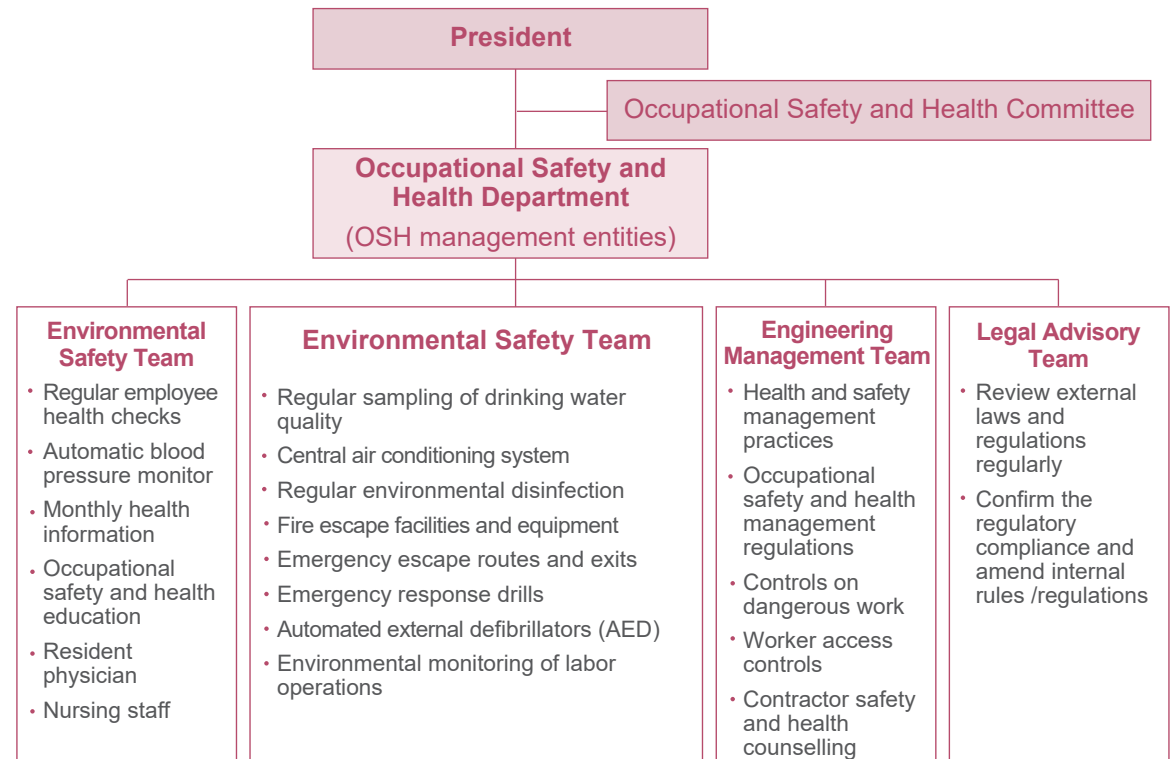 President
Occupational Safety and Health Committee
Occupational Safety and
Health Department
(OSH management entities)
Environmental
Safety Team
• Regular employee
health checks
• Automatic blood
pressure monitor
• Monthly health
information
• Occupational
safety and health
education
• Resident
physician
• Nursing staff
Environmental Safety Team
• Regular sampling of drinking water
quality
• Central air conditioning system
• Regular environmental disinfection
• Fire escape facilities and equipment
• Emergency escape routes and exits
• Emergency response drills
• Automated external defibrillators (AED)
• Environmental monitoring of labor
operations
Engineering
Management Team
• Health and safety
management
practices
• Occupational
safety and health
management
regulations
• Controls on
dangerous work
• Worker access
controls
• Contractor safety
and health
counselling
Legal Advisory
Team
• Review external
laws and
regulations
regularly
• Confirm the
regulatory
compliance and
amend internal
rules /regulations